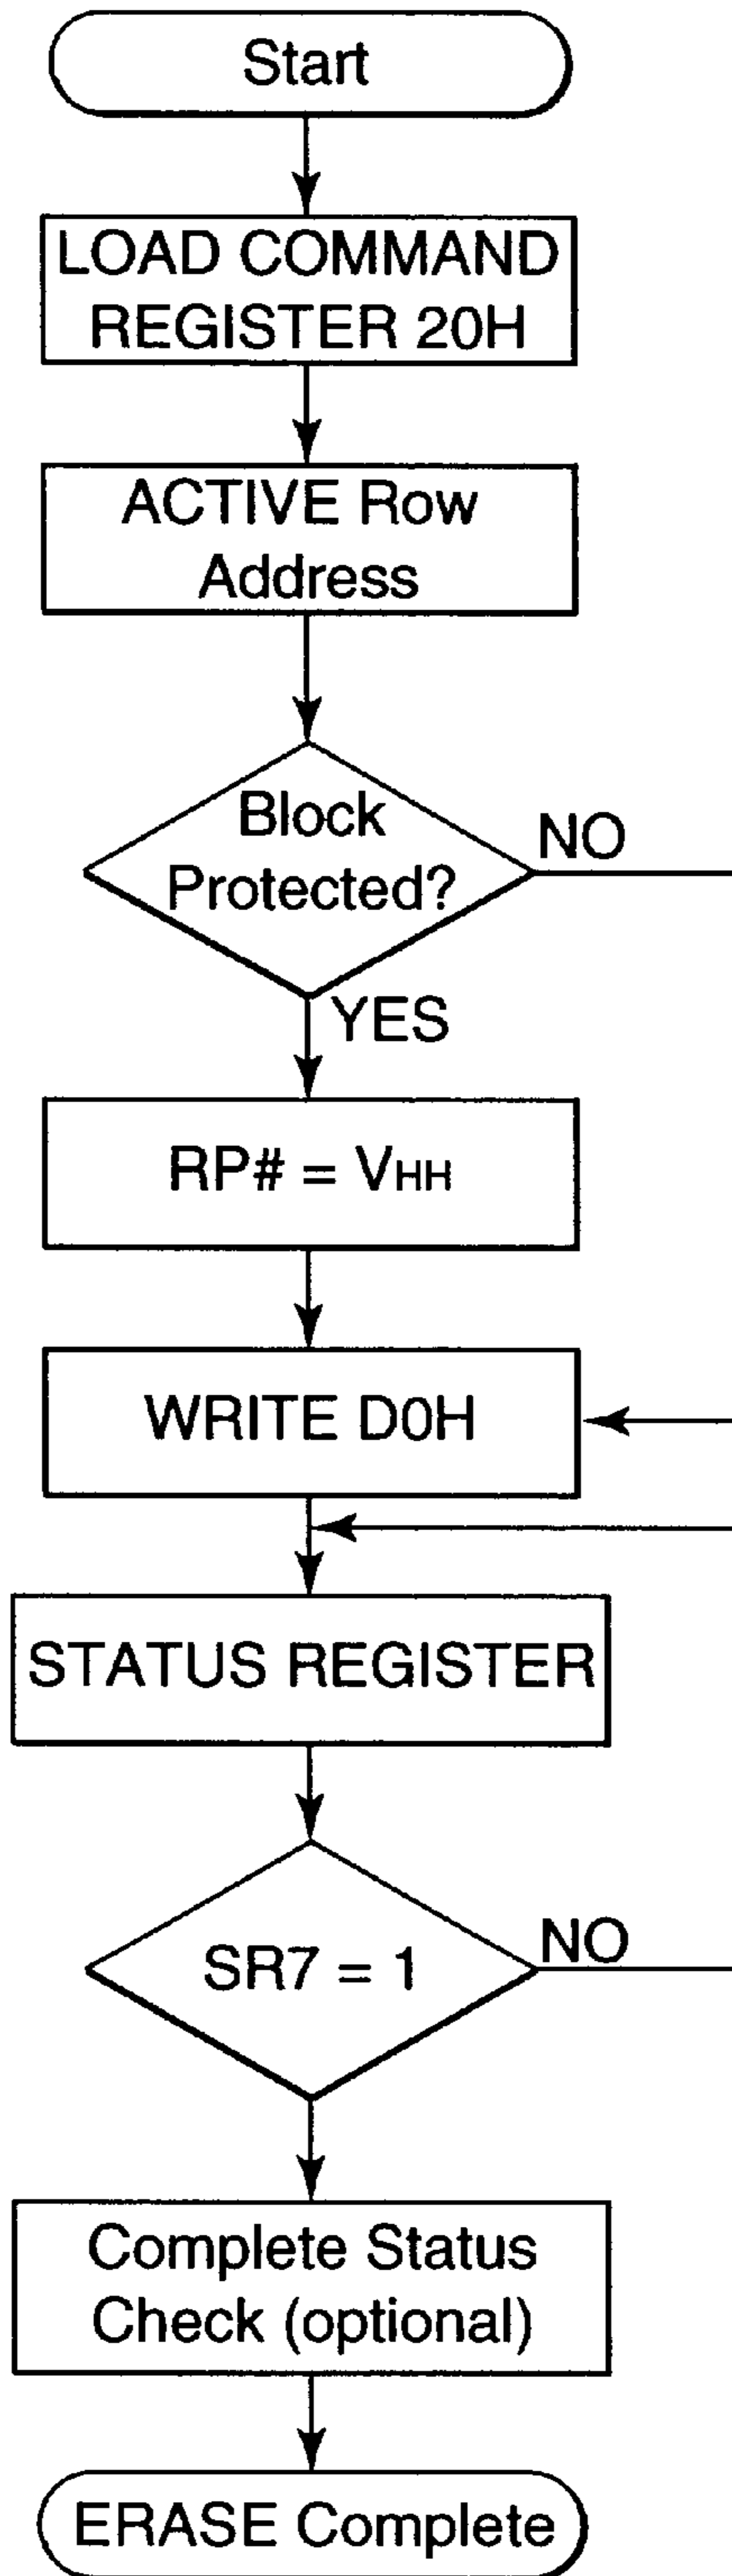 Start
LOAD COMMAND
REGISTER 20H
ACTIVE Row
Address
Block
Protected?
NO
YES
RP# = VHH
WRITE D0H
STATUS REGISTER
SR7 = 1
NO
Complete Status
Check (optional)
ERASE Complete